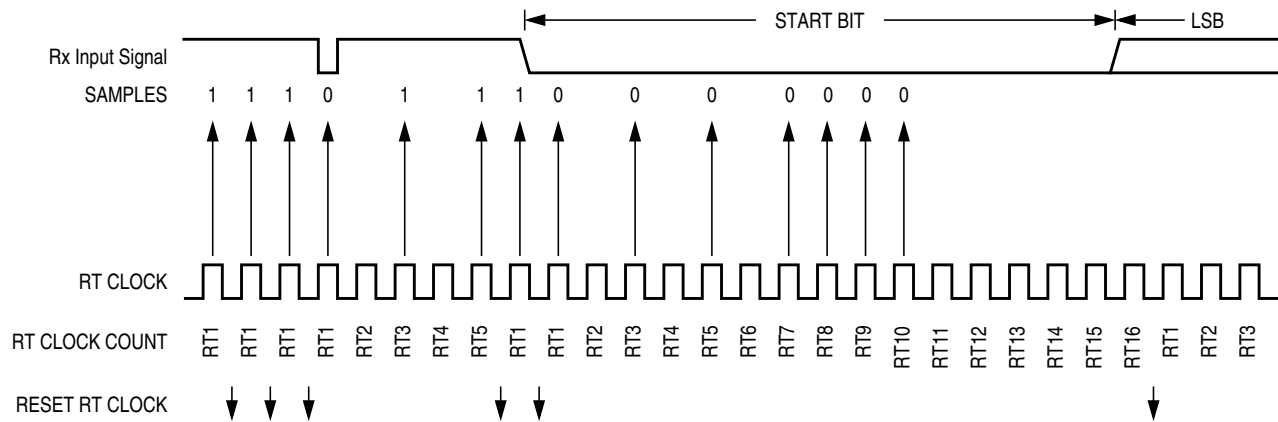 START BIT LSB
Rx Input Signal
SAMPLES 1 1 1 0 1 1 1 0 0 0 0 0 0 0
RT CLOCK
RT CLOCK COUNT RT1 RT1 RT1 RT1 RT2 RT3 RT4 RT5 RT1 RT1 RT2 RT3 RT4 RT5 RT6 RT7 RT8 RT9 RT10 RT11 RT12 RT13 RT14 RT15 RT16 RT1 RT2 RT3
RESET RT CLOCK